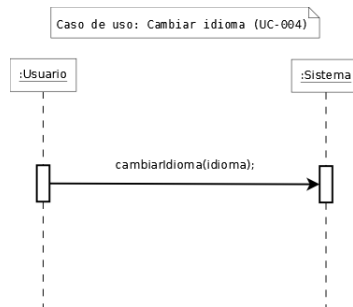 Caso de uso: Cambiar idioma (UC-004)
:Usuario
:Sistema
cambiarIdioma(idioma);